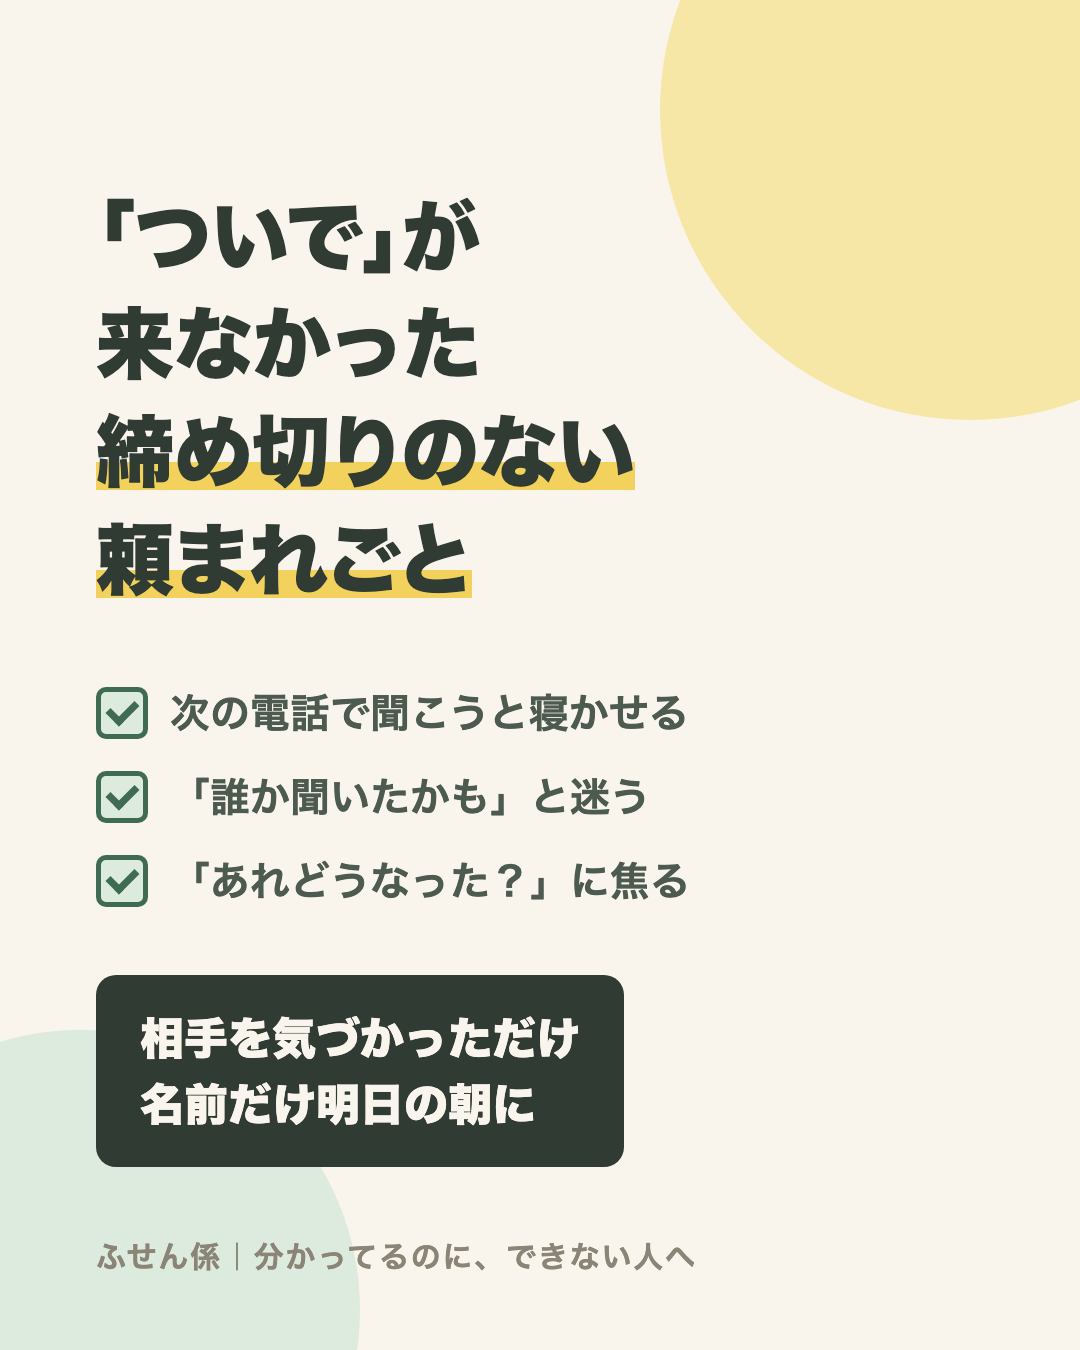 「ついで」が
来なかった
締め切りのない
頼まれごと
次の電話で聞こうと寝かせる
「誰か聞いたかも」と迷う
「あれどうなった？」に焦る
相手を気づかっただけ
名前だけ明日の朝に
ふせん係｜分かってるのに、できない人へ